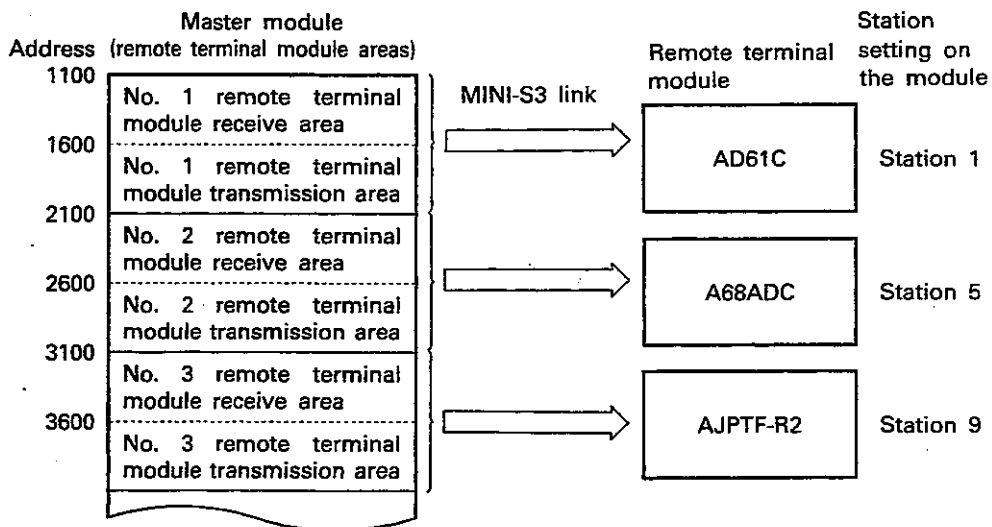 Master module
Address (remote terminal module areas)
Remote terminal module
Station setting on the module
1100
No. 1 remote terminal
module receive area
1600
No. 1 remote terminal
module transmission area
2100
No. 2 remote terminal
module receive area
2600
No. 2 remote terminal
module transmission area
3100
No. 3 remote terminal
module receive area
3600
No. 3 remote terminal
module transmission area
MINI-S3 link
AD61C
Station 1
A68ADC
Station 5
AJPTF-R2
Station 9